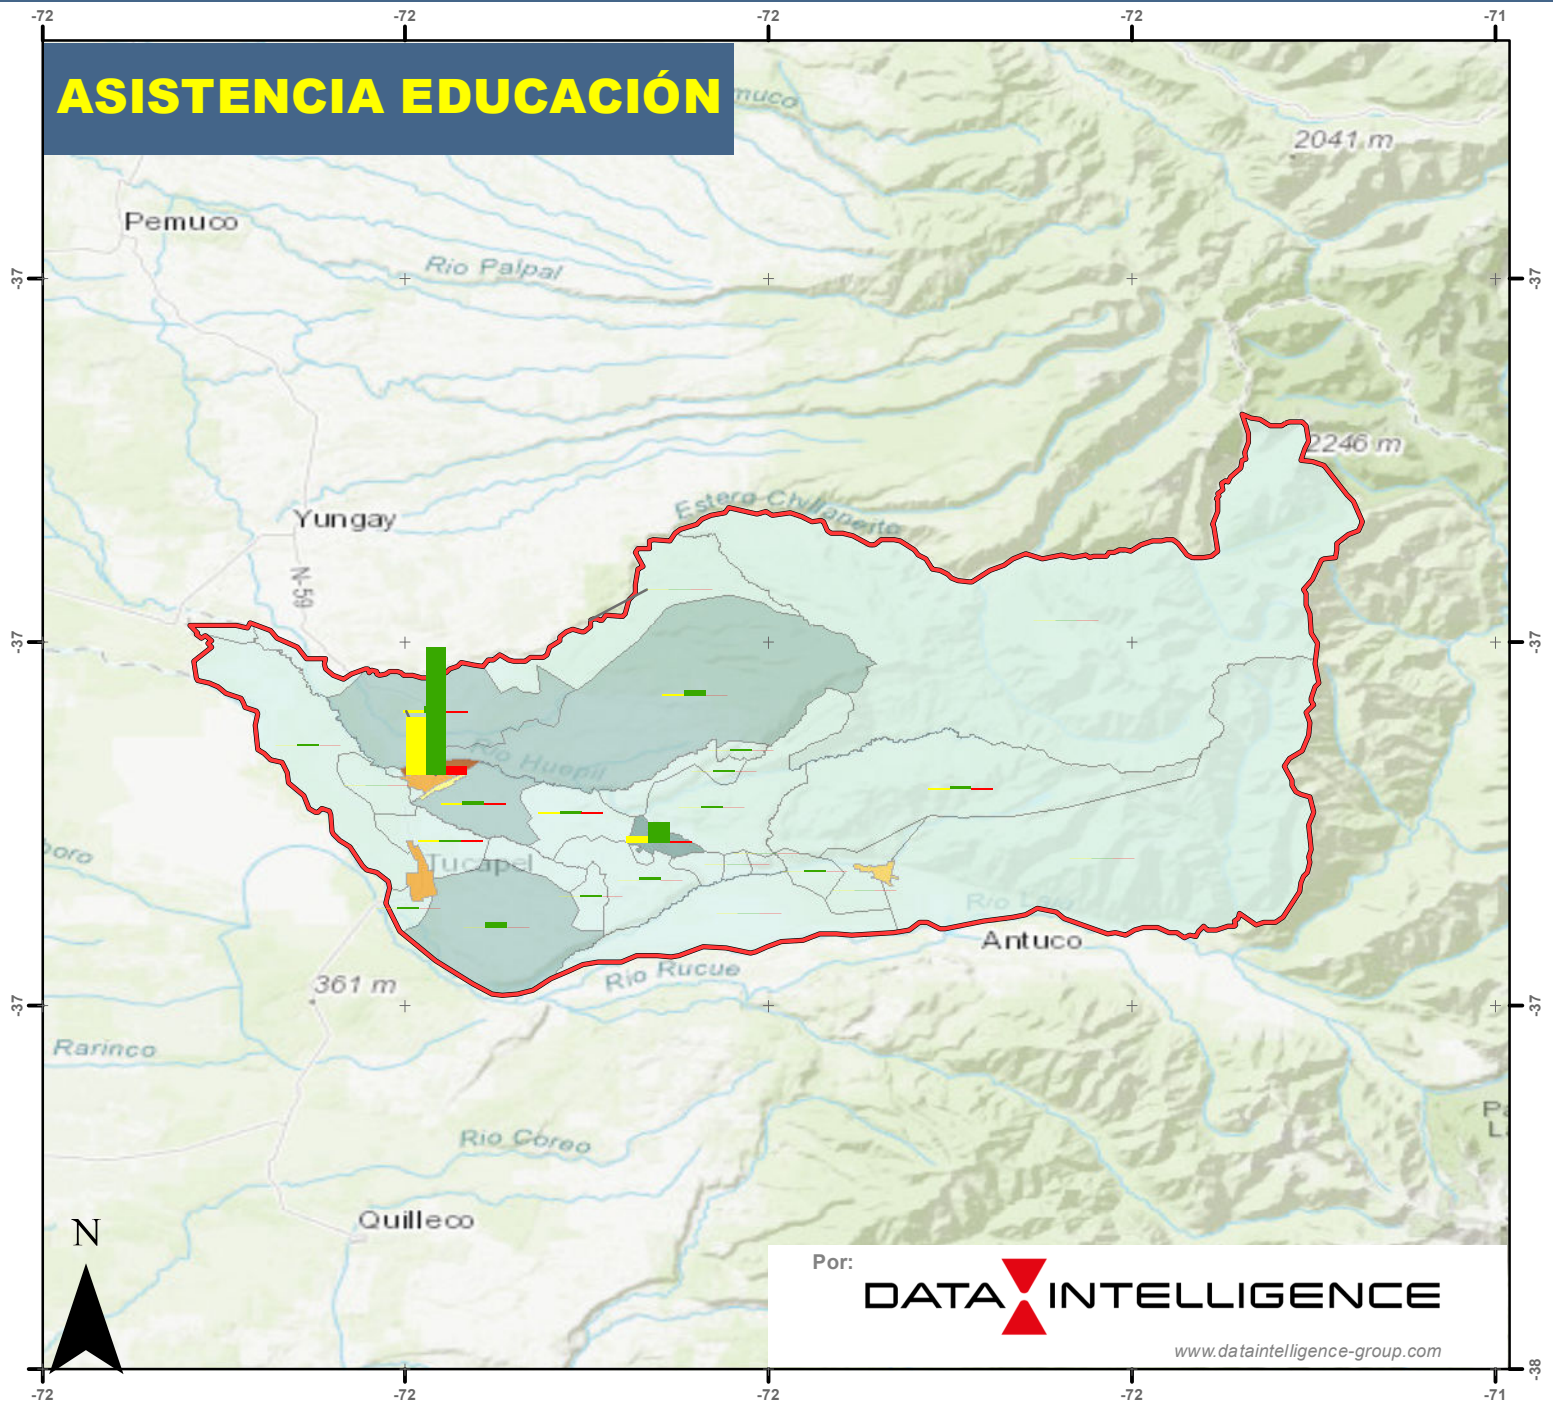 -72 -72 -72 -72 -71
ASISTENCIA EDUCACIÓN
muco
2041 m
Pemuco
Rio Palpal
-37 -37
2246 m
Estero Chillaneito
Yungay
N-59
-37 -37
Rio Huepil
Tucapel
Rio
Antuco
Rio Rucue
361 m
-37 -37
Rarinco
Rio Coreo
Quilleco
N
Por:
DATA INTELLIGENCE
www.dataintelligence-group.com
-38
-72 -72 -72 -72 -71